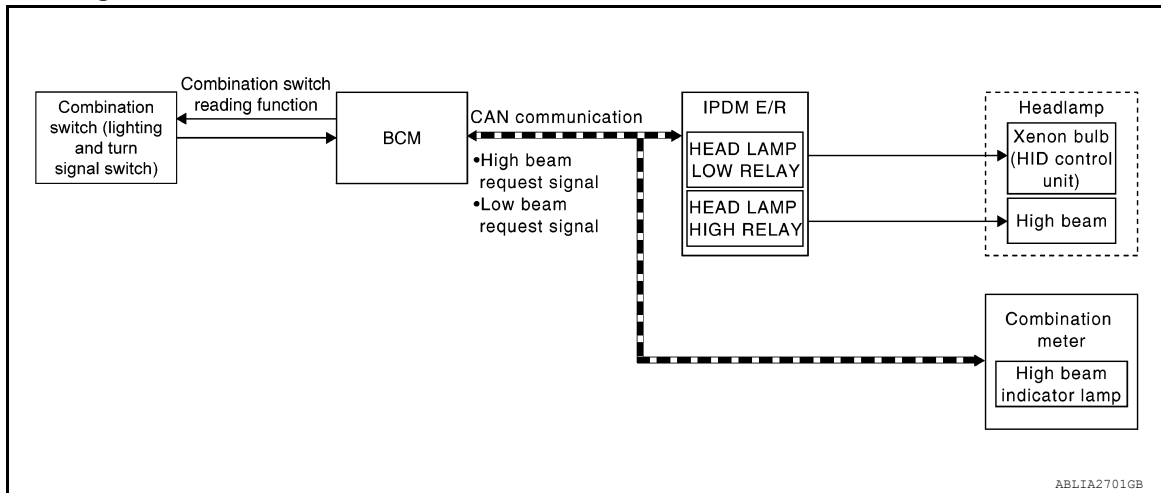 Combination switch
reading function
Combination
switch (lighting
and turn
signal switch)
BCM
CAN communication
•High beam
request signal
•Low beam
request signal
IPDM E/R
HEAD LAMP
LOW RELAY
HEAD LAMP
HIGH RELAY
Headlamp
Xenon bulb
(HID control
unit)
High beam
Combination
meter
High beam
indicator lamp
ABLIA2701GB